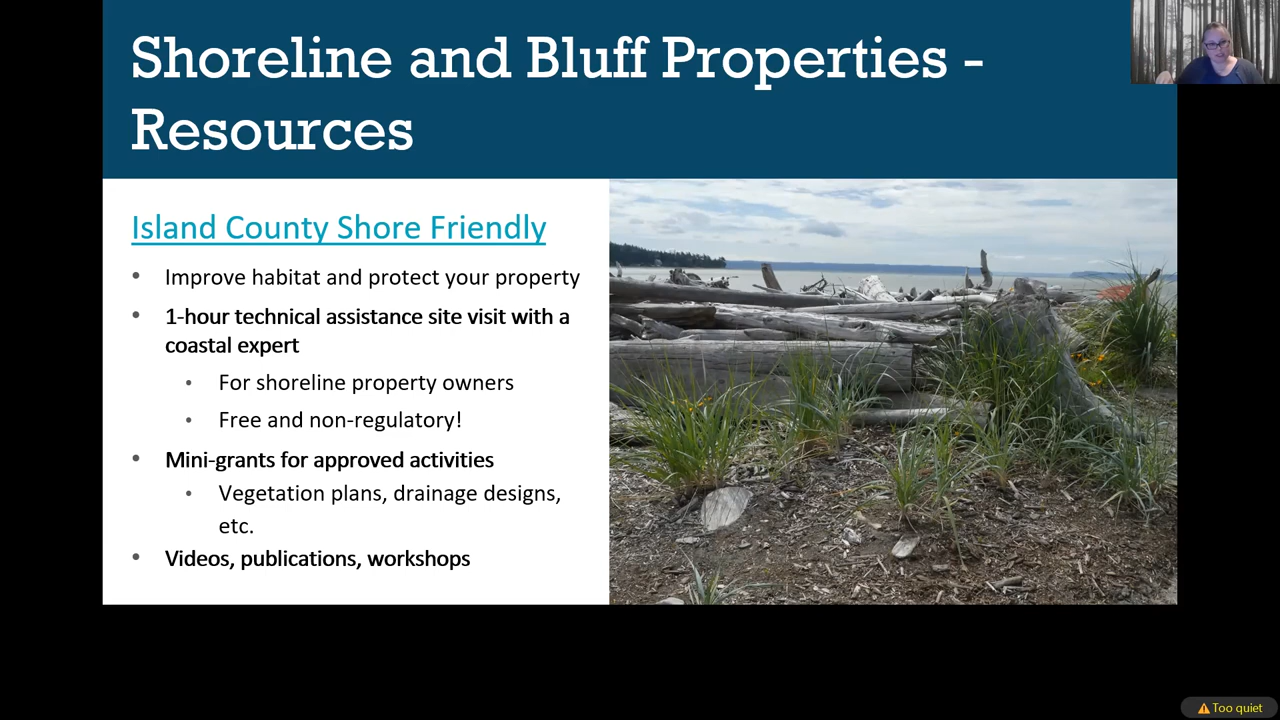 Shoreline and Bluff Properties -
Resources
Island County Shore Friendly
• Improve habitat and protect your property
• 1-hour technical assistance site visit with a
coastal expert
• For shoreline property owners
• Free and non-regulatory!
• Mini-grants for approved activities
• Vegetation plans, drainage designs,
etc.
• Videos, publications, workshops
Too quiet